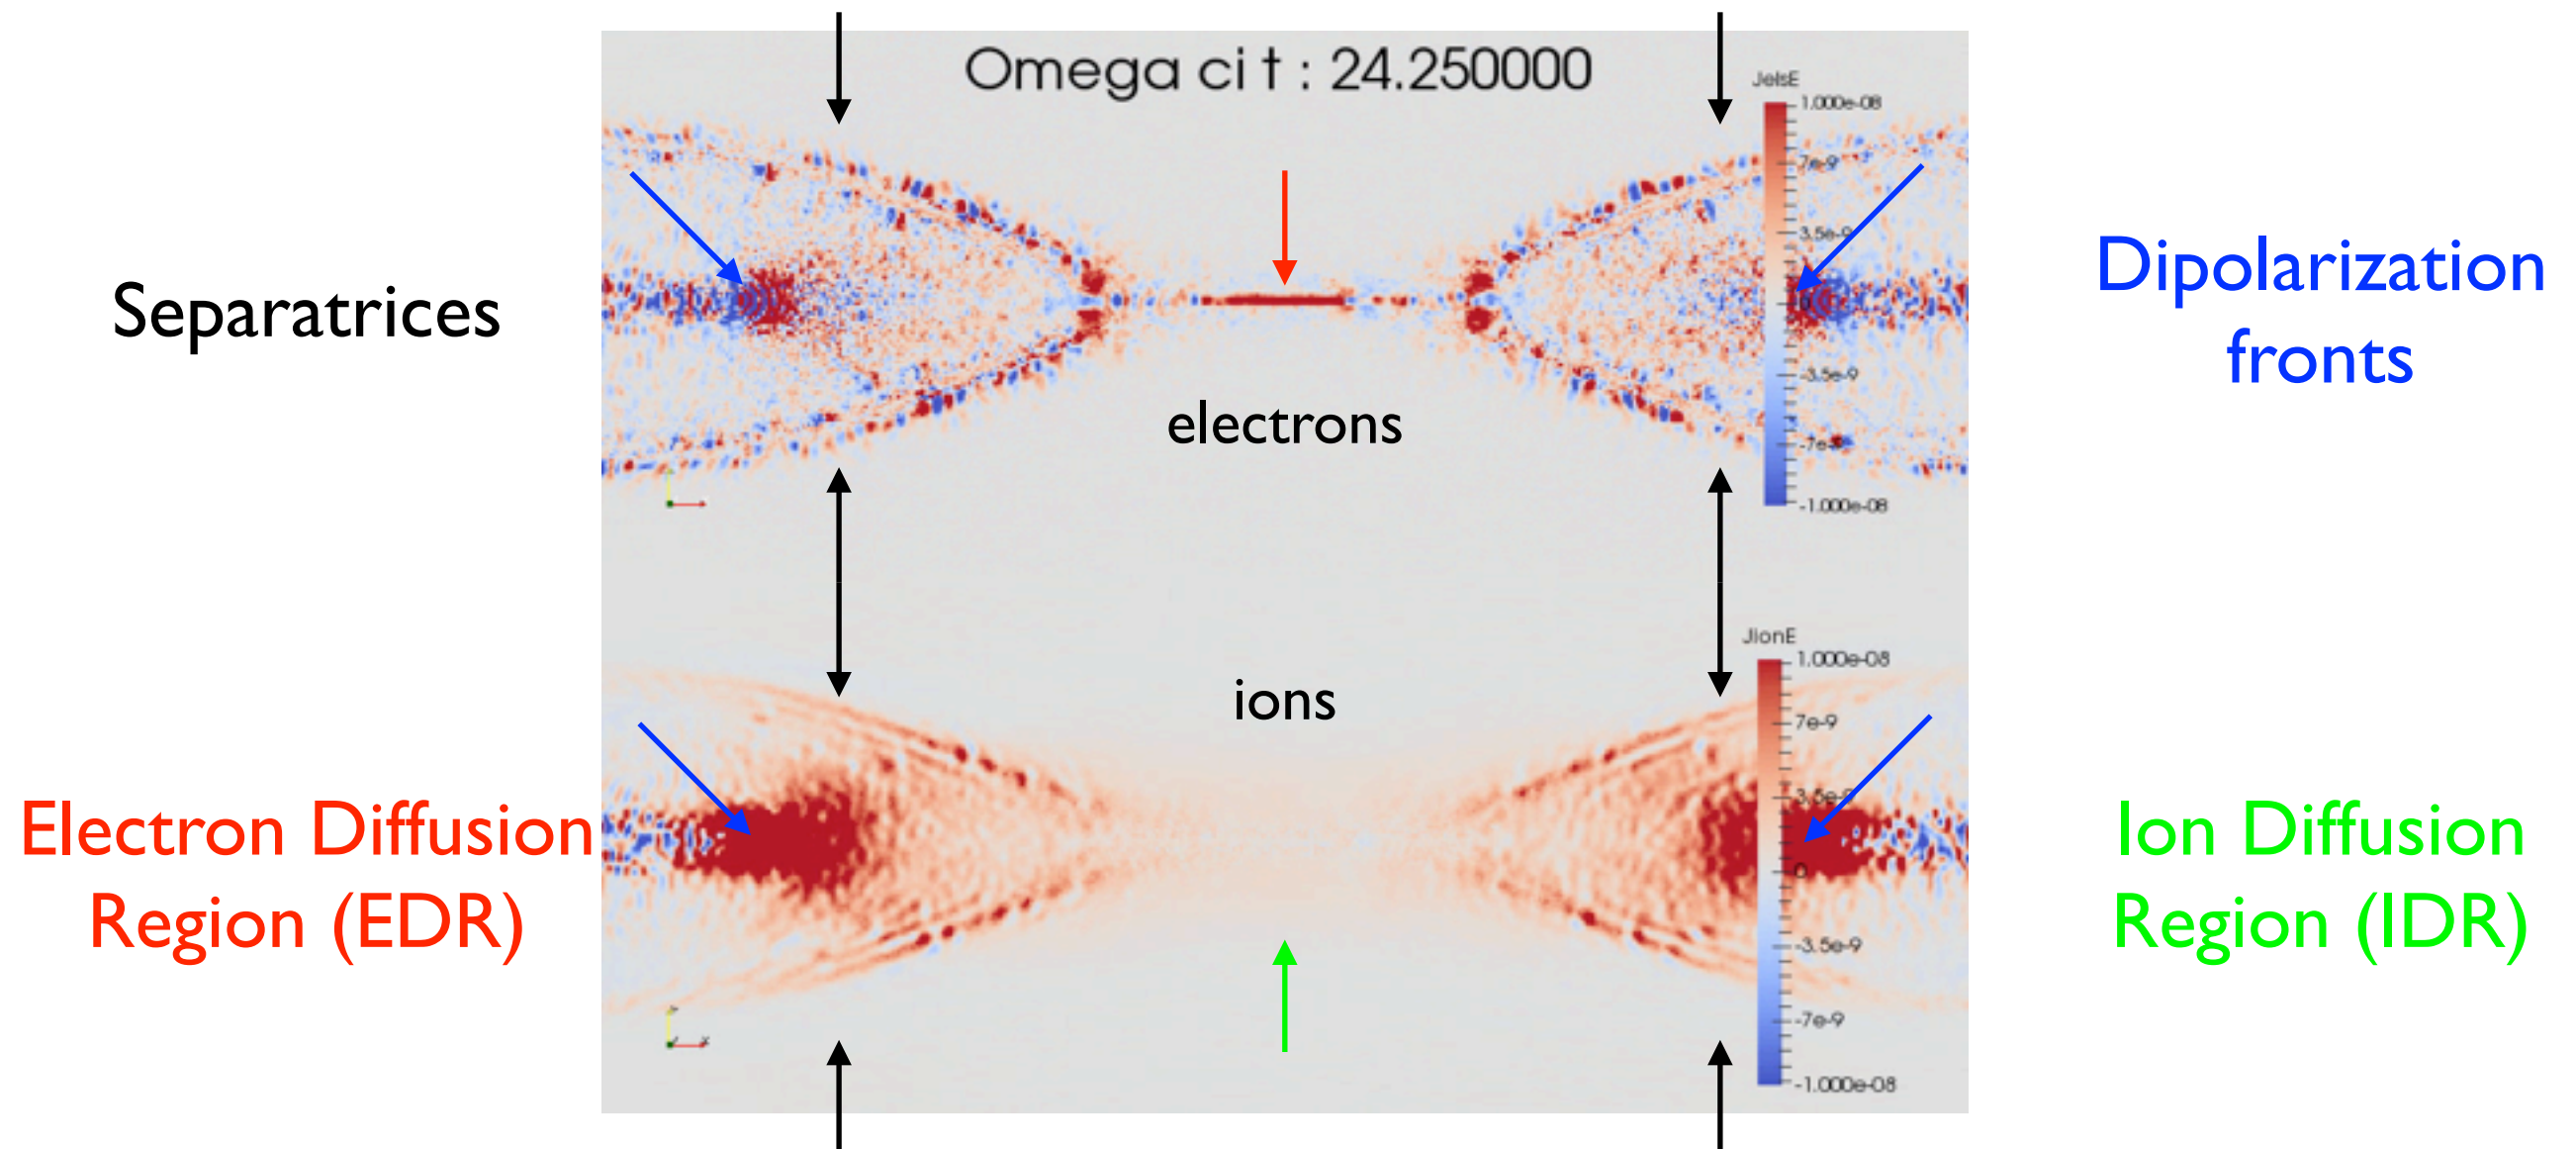 Omega ci t : 24.250000
JelsE
1.000e-08
7e-9
3.5e-9
0
-3.5e-9
-7e-9
-1.000e-08
Separatrices
Dipolarization
fronts
electrons
ions
JionE
1.000e-08
7e-9
3.5e-9
0
-3.5e-9
-7e-9
-1.000e-08
Electron Diffusion
Region (EDR)
Ion Diffusion
Region (IDR)
x